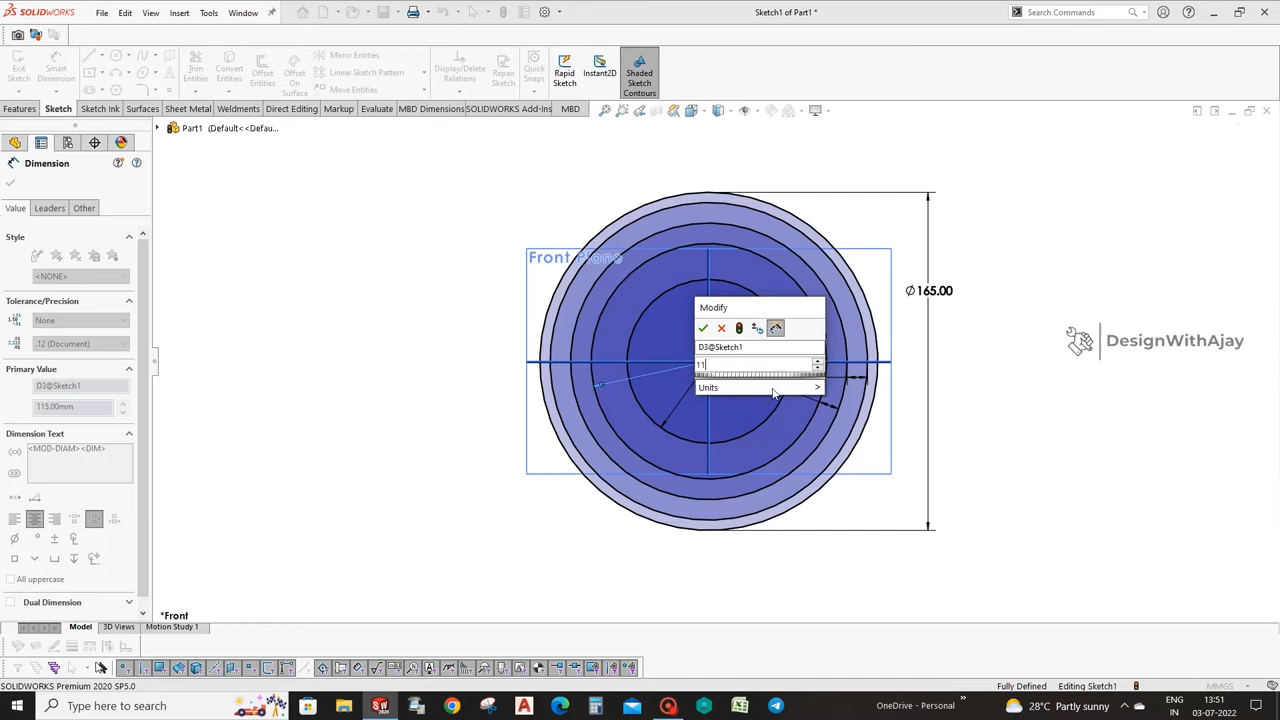 SOLIDWORKS File Edit View Insert Tools Window Sketch1 of Part1 * Search Commands
Exit Sketch Smart Dimension Trim Entities Convert Entities Offset Entities Offset On Surface Mirror Entities Linear Sketch Pattern Move Entities Display/Delete Relations Repair Sketch Quick Snaps Rapid Sketch Instant2D Shaded Sketch Contours
Features Sketch Sketch Ink Surfaces Sheet Metal Weldments Direct Editing Markup Evaluate MBD Dimensions SOLIDWORKS Add-Ins MBD
Part1 (Default<<Defau...
Dimension
Value Leaders Other
Style
<NONE>
Tolerance/Precision
None
.12 (Document)
Primary Value
D3@Sketch1
115.00mm
Dimension Text
<MOD-DIAM><DIM>
All uppercase
Dual Dimension
Front Plane
Modify
D3@Sketch1
11
Units >
Ø165.00
DesignWithAjay
*Front
Model 3D Views Motion Study 1
SOLIDWORKS Premium 2020 SP5.0 Fully Defined Editing Sketch1 MMGS
Type here to search
OneDrive - Personal
28°C Partly sunny
ENG
IN
13:51
03-07-2022